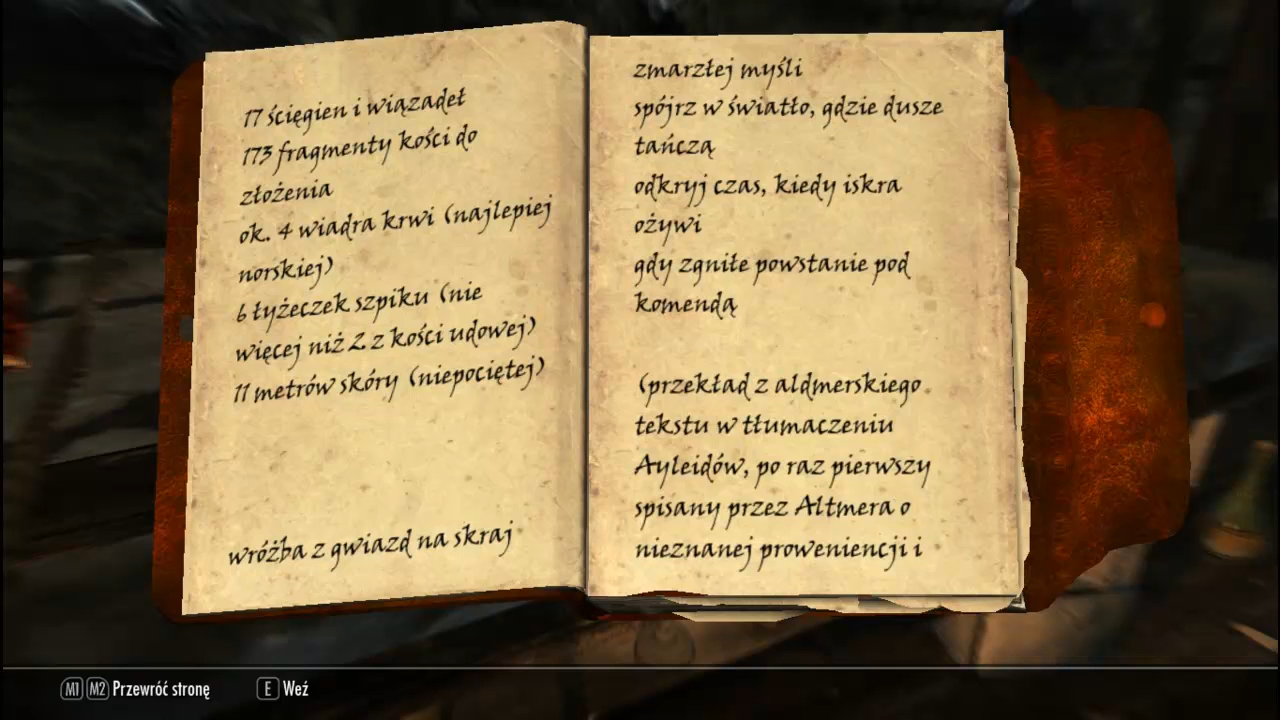 17 ścięgien i wiązadeł
173 fragmenty kości do
złożenia
ok. 4 wiadra krwi (najlepiej
norskiej)
6 łyżeczek szpiku (nie
więcej niż 2 z kości udowej)
11 metrów skóry (niepociętej)
wróżba z gwiazd na skraj
zmarzłej myśli
spójrz w światło, gdzie dusze
tańczą
odkryj czas, kiedy iskra
ożywi
gdy zgniłe powstanie pod
komendą
(przekład z aldmerskiego
tekstu w tłumaczeniu
Ayleidów, po raz pierwszy
spisany przez Altmera o
nieznanej proweniencji i
M1 M2 Przewróć stronę
E Weź